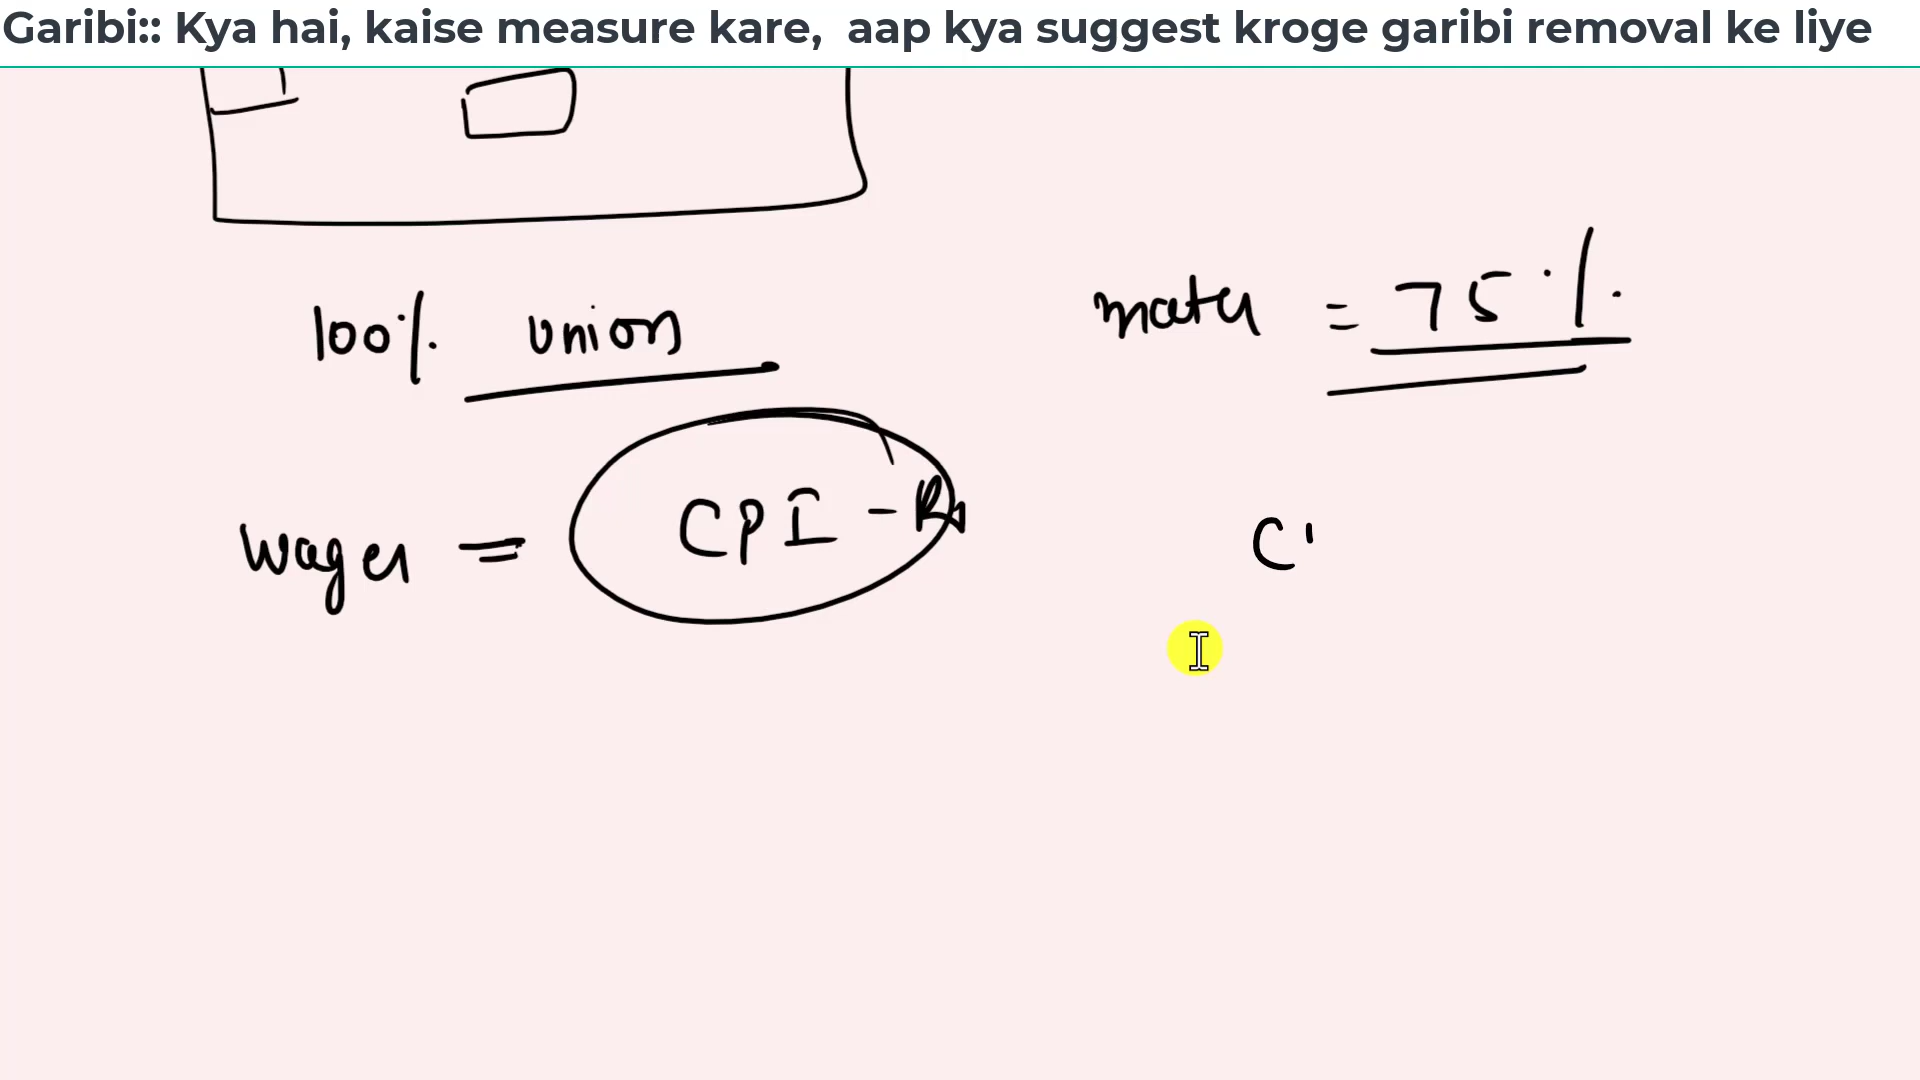 Garibi:: Kya hai, kaise measure kare,  aap kya suggest kroge garibi removal ke liye
100% union
mater = 75%.
wages = CPI -
C